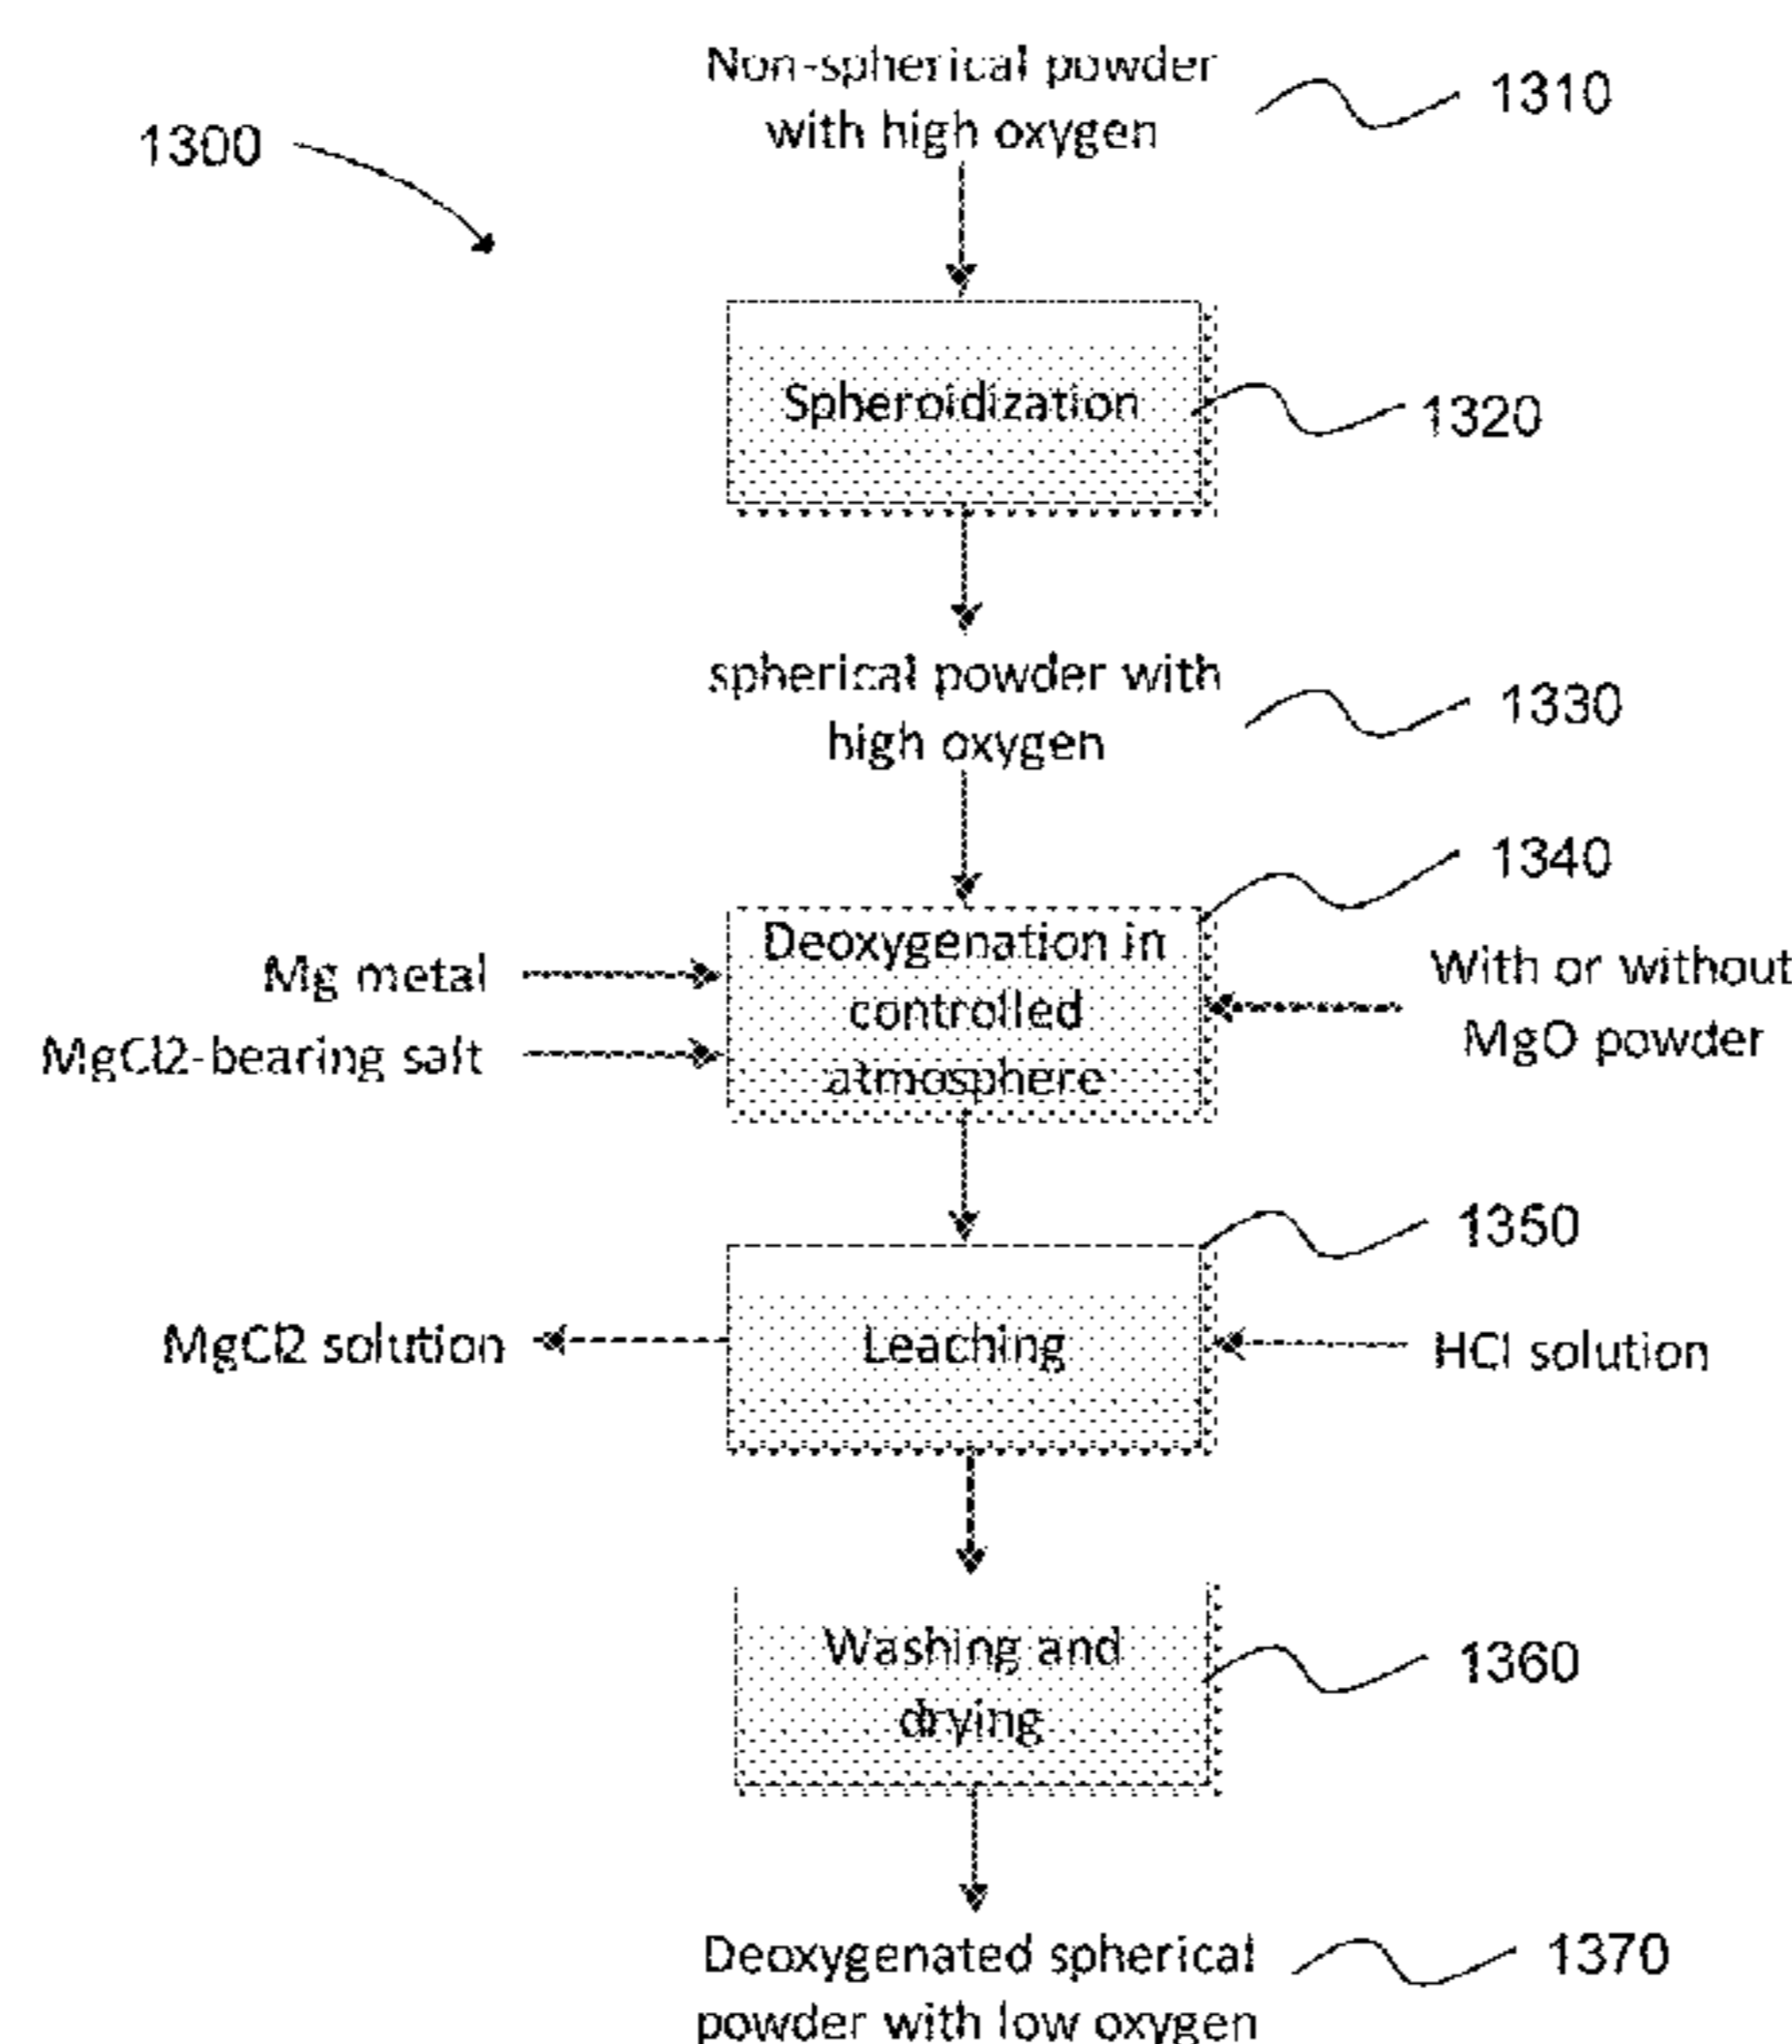 Non-spherical powder
with high oxygen
1310
1300
Spheroidization
1320
spherical powder with
high oxygen
1330
1340
Deoxygenation in
controlled
atmosphere
Mg metal
MgCl2-bearing salt
With or without
MgO powder
1350
Leaching
MgCl2 solution
HCl solution
Washing and
drying
1360
Deoxygenated spherical
powder with low oxygen
1370